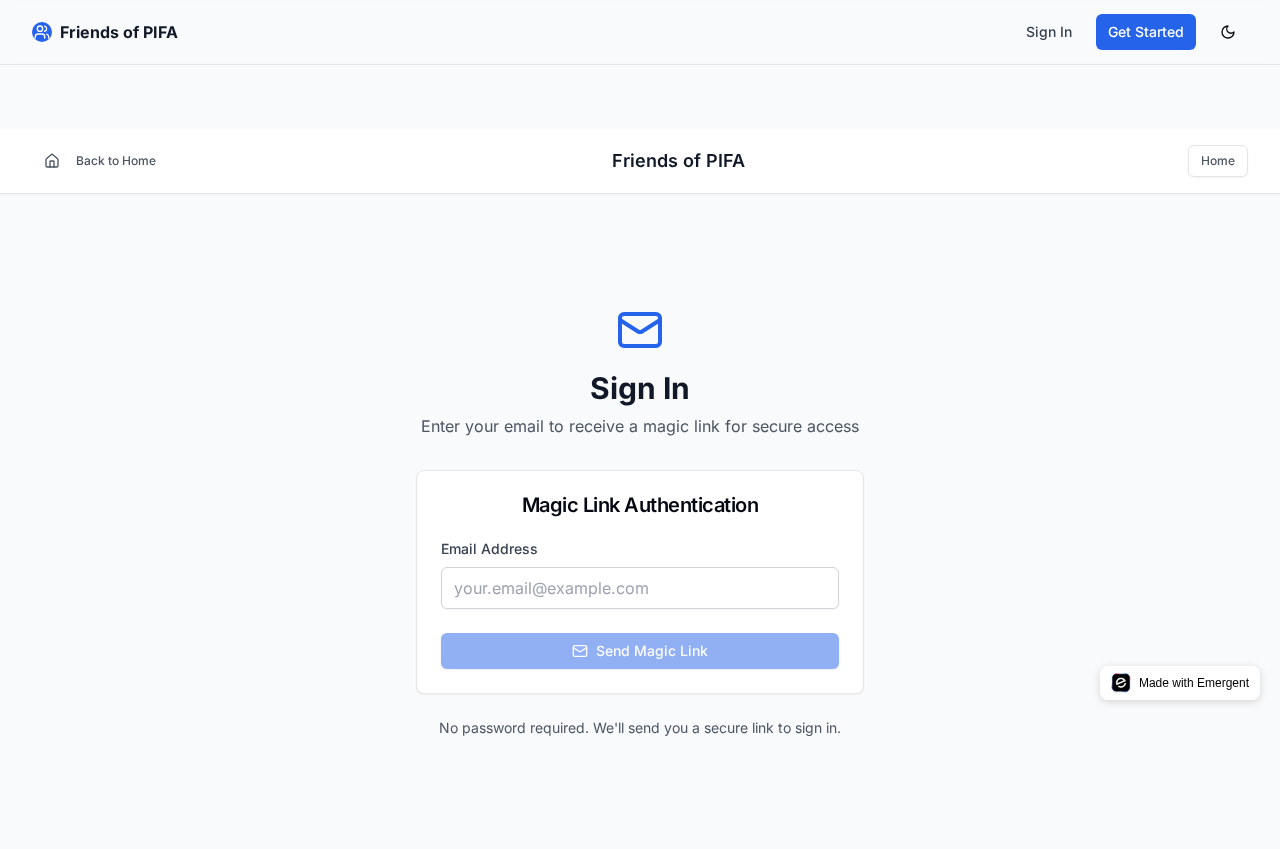 Friends of PIFA
Sign In
Get Started
Back to Home
Friends of PIFA
Home
Sign In
Enter your email to receive a magic link for secure access
Magic Link Authentication
Email Address
your.email@example.com
Send Magic Link
Made with Emergent
No password required. We'll send you a secure link to sign in.